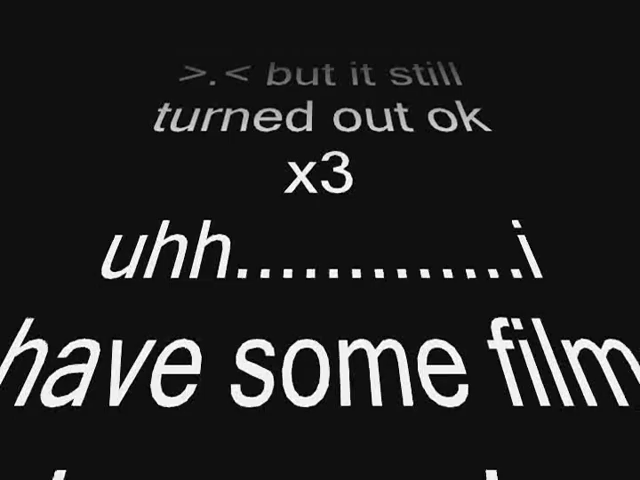 >.< but it still
turned out ok
x3
uhh.............i
have some film